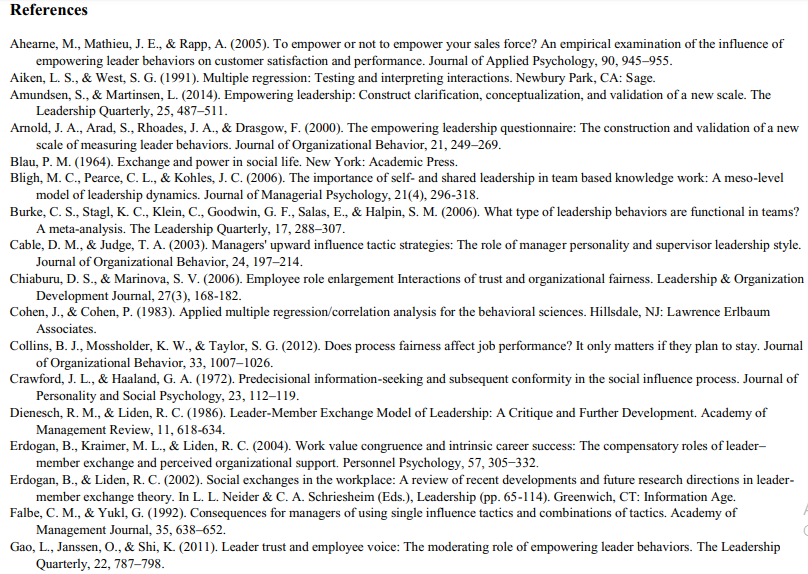 References
Ahearne, M., Mathieu, J. E., & Rapp, A. (2005). To empower or not to empower your sales force? An empirical examination of the influence of
empowering leader behaviors on customer satisfaction and performance. Journal of Applied Psychology, 90, 945–955.
Aiken, L. S., & West, S. G. (1991). Multiple regression: Testing and interpreting interactions. Newbury Park, CA: Sage.
Amundsen, S., & Martinsen, L. (2014). Empowering leadership: Construct clarification, conceptualization, and validation of a new scale. The
Leadership Quarterly, 25, 487–511.
Arnold, J. A., Arad, S., Rhoades, J. A., & Drasgow, F. (2000). The empowering leadership questionnaire: The construction and validation of a new
scale of measuring leader behaviors. Journal of Organizational Behavior, 21, 249–269.
Blau, P. M. (1964). Exchange and power in social life. New York: Academic Press.
Bligh, M. C., Pearce, C. L., & Kohles, J. C. (2006). The importance of self- and shared leadership in team based knowledge work: A meso-level
model of leadership dynamics. Journal of Managerial Psychology, 21(4), 296-318.
Burke, C. S., Stagl, K. C., Klein, C., Goodwin, G. F., Salas, E., & Halpin, S. M. (2006). What type of leadership behaviors are functional in teams?
A meta-analysis. The Leadership Quarterly, 17, 288–307.
Cable, D. M., & Judge, T. A. (2003). Managers' upward influence tactic strategies: The role of manager personality and supervisor leadership style.
Journal of Organizational Behavior, 24, 197–214.
Chiaburu, D. S., & Marinova, S. V. (2006). Employee role enlargement Interactions of trust and organizational fairness. Leadership & Organization
Development Journal, 27(3), 168-182.
Cohen, J., & Cohen, P. (1983). Applied multiple regression/correlation analysis for the behavioral sciences. Hillsdale, NJ: Lawrence Erlbaum
Associates.
Collins, B. J., Mossholder, K. W., & Taylor, S. G. (2012). Does process fairness affect job performance? It only matters if they plan to stay. Journal
of Organizational Behavior, 33, 1007–1026.
Crawford, J. L., & Haaland, G. A. (1972). Predecisional information-seeking and subsequent conformity in the social influence process. Journal of
Personality and Social Psychology, 23, 112–119.
Dienesch, R. M., & Liden, R. C. (1986). Leader-Member Exchange Model of Leadership: A Critique and Further Development. Academy of
Management Review, 11, 618-634.
Erdogan, B., Kraimer, M. L., & Liden, R. C. (2004). Work value congruence and intrinsic career success: The compensatory roles of leader–
member exchange and perceived organizational support. Personnel Psychology, 57, 305–332.
Erdogan, B., & Liden, R. C. (2002). Social exchanges in the workplace: A review of recent developments and future research directions in leader-
member exchange theory. In L. L. Neider & C. A. Schriesheim (Eds.), Leadership (pp. 65-114). Greenwich, CT: Information Age.
Falbe, C. M., & Yukl, G. (1992). Consequences for managers of using single influence tactics and combinations of tactics. Academy of
Management Journal, 35, 638–652.
Gao, L., Janssen, O., & Shi, K. (2011). Leader trust and employee voice: The moderating role of empowering leader behaviors. The Leadership
Quarterly, 22, 787–798.